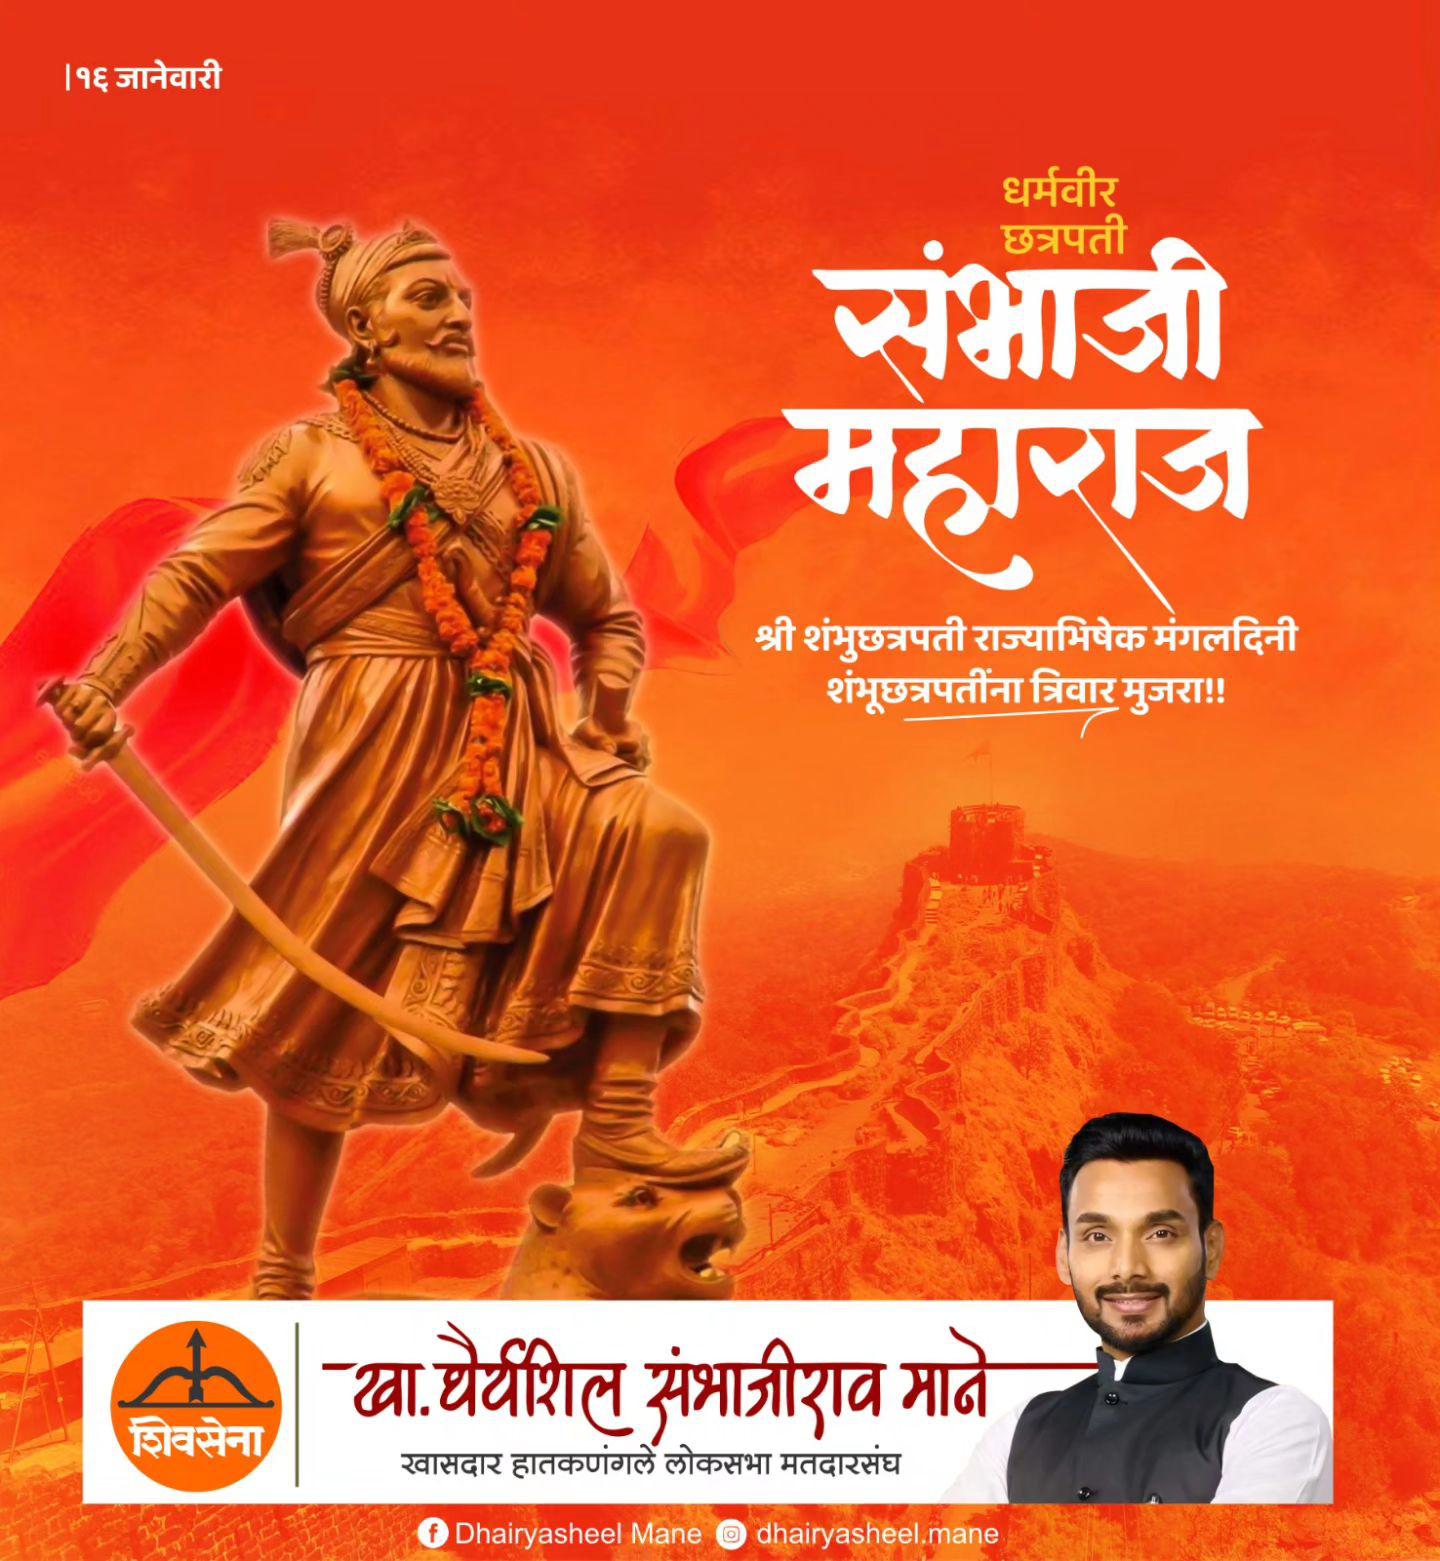 |१६ जानेवारी
धर्मवीर
छत्रपती
संभाजी
महाराज
श्री शंभुछत्रपती राज्याभिषेक मंगलदिनी
शंभूछत्रपतींना त्रिवार मुजरा!!
शिवसेना
खा. धैर्यशिल संभाजीराव माने
खासदार हातकणंगले लोकसभा मतदारसंघ
Dhairyasheel Mane dhairyasheel.mane